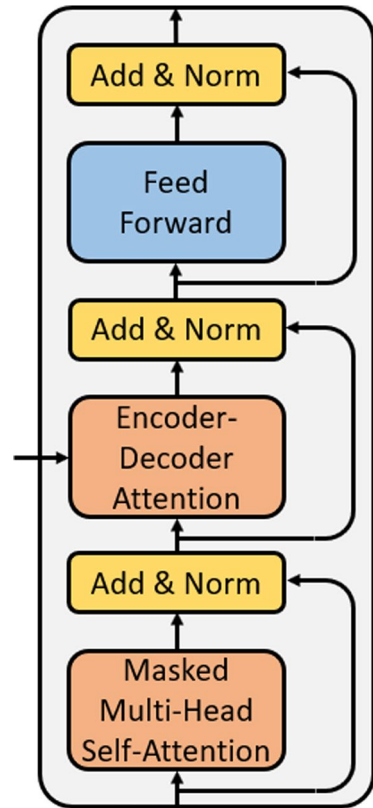 Add & Norm
Feed
Forward
Add & Norm
Encoder-
Decoder
Attention
Add & Norm
Masked
Multi-Head
Self-Attention